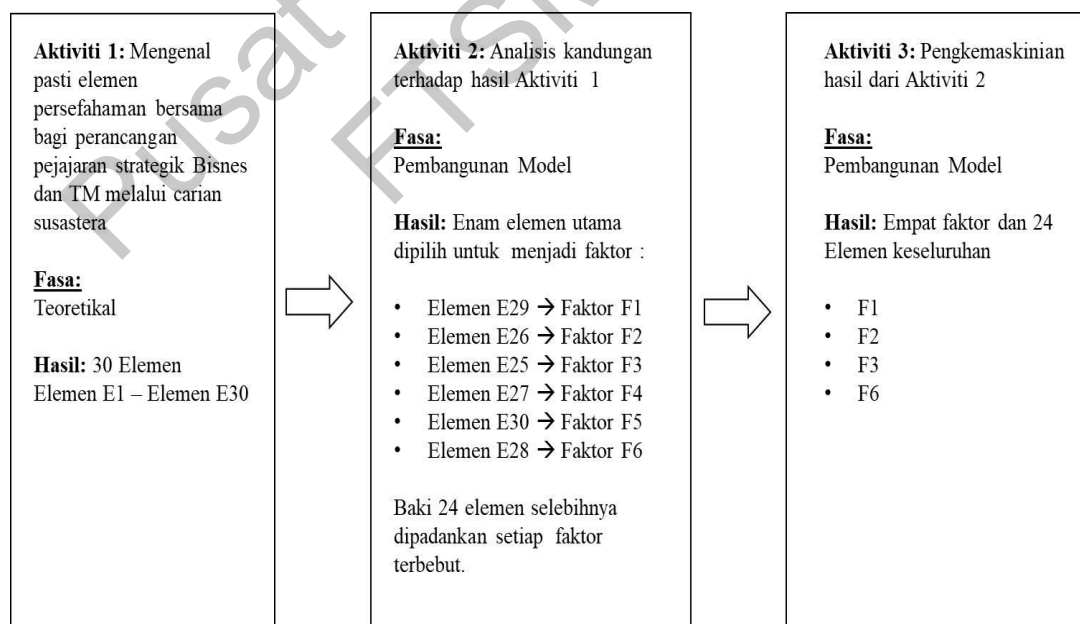 Pusat
FTSM
Aktiviti 1: Mengenal
pasti elemen
persefahaman bersama
bagi perancangan
pejajaran strategik Bisnes
dan TM melalui carian
susastera
Fasa:
Teoretikal
Hasil: 30 Elemen
Elemen E1 – Elemen E30
Aktiviti 2: Analisis kandungan
terhadap hasil Aktiviti 1
Fasa:
Pembangunan Model
Hasil: Enam elemen utama
dipilih untuk menjadi faktor :
• Elemen E29 → Faktor F1
• Elemen E26 → Faktor F2
• Elemen E25 → Faktor F3
• Elemen E27 → Faktor F4
• Elemen E30 → Faktor F5
• Elemen E28 → Faktor F6
Baki 24 elemen selebihnya
dipadankan setiap faktor
terbebut.
Aktiviti 3: Pengkemaskinian
hasil dari Aktiviti 2
Fasa:
Pembangunan Model
Hasil: Empat faktor dan 24
Elemen keseluruhan
• F1
• F2
• F3
• F6